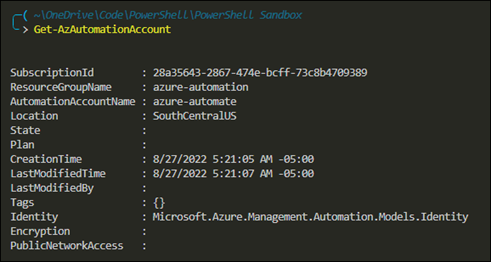 ( ~\OneDrive\Code\PowerShell\PowerShell Sandbox
> Get-AzAutomationAccount
SubscriptionId : 28a35643-2867-474e-bcff-73c8b4709389
ResourceGroupName : azure-automation
AutomationAccountName : azure-automate
Location : SouthCentralUS
State :
Plan :
CreationTime : 8/27/2022 5:21:05 AM -05:00
LastModifiedTime : 8/27/2022 5:21:07 AM -05:00
LastModifiedBy :
Tags : {}
Identity : Microsoft.Azure.Management.Automation.Models.Identity
Encryption :
PublicNetworkAccess :